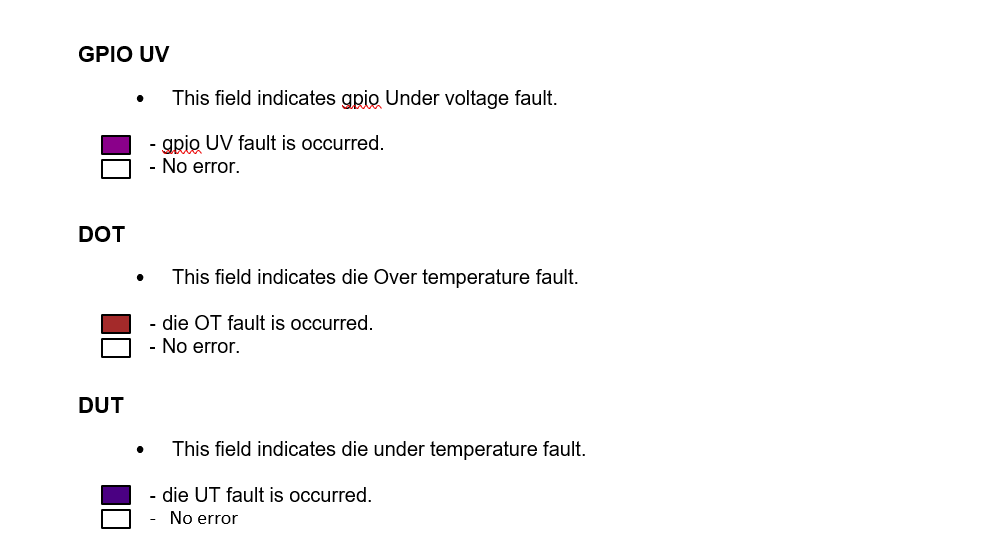 GPIO UV
• This field indicates gpio Under voltage fault.
- gpio UV fault is occurred.
- No error.
DOT
• This field indicates die Over temperature fault.
- die OT fault is occurred.
- No error.
DUT
• This field indicates die under temperature fault.
- die UT fault is occurred.
- No error